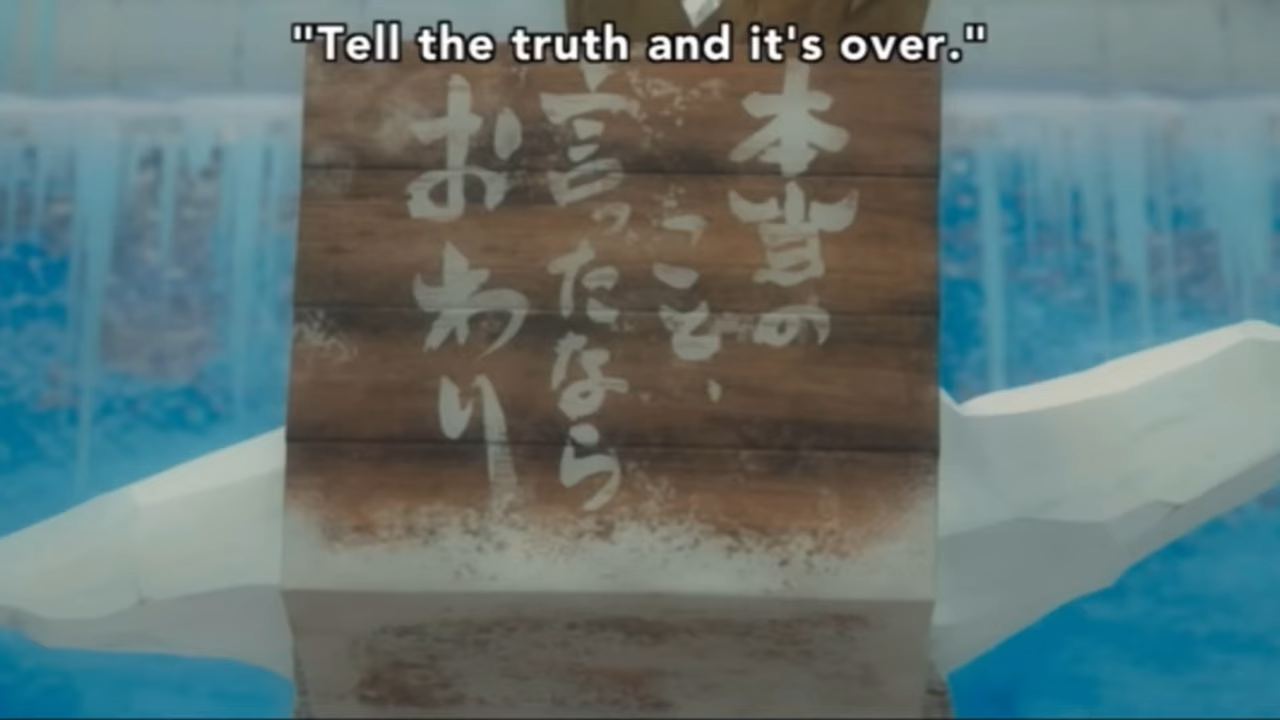 "Tell the truth and it's over."
本当の
こと、
言ったなら
おわり